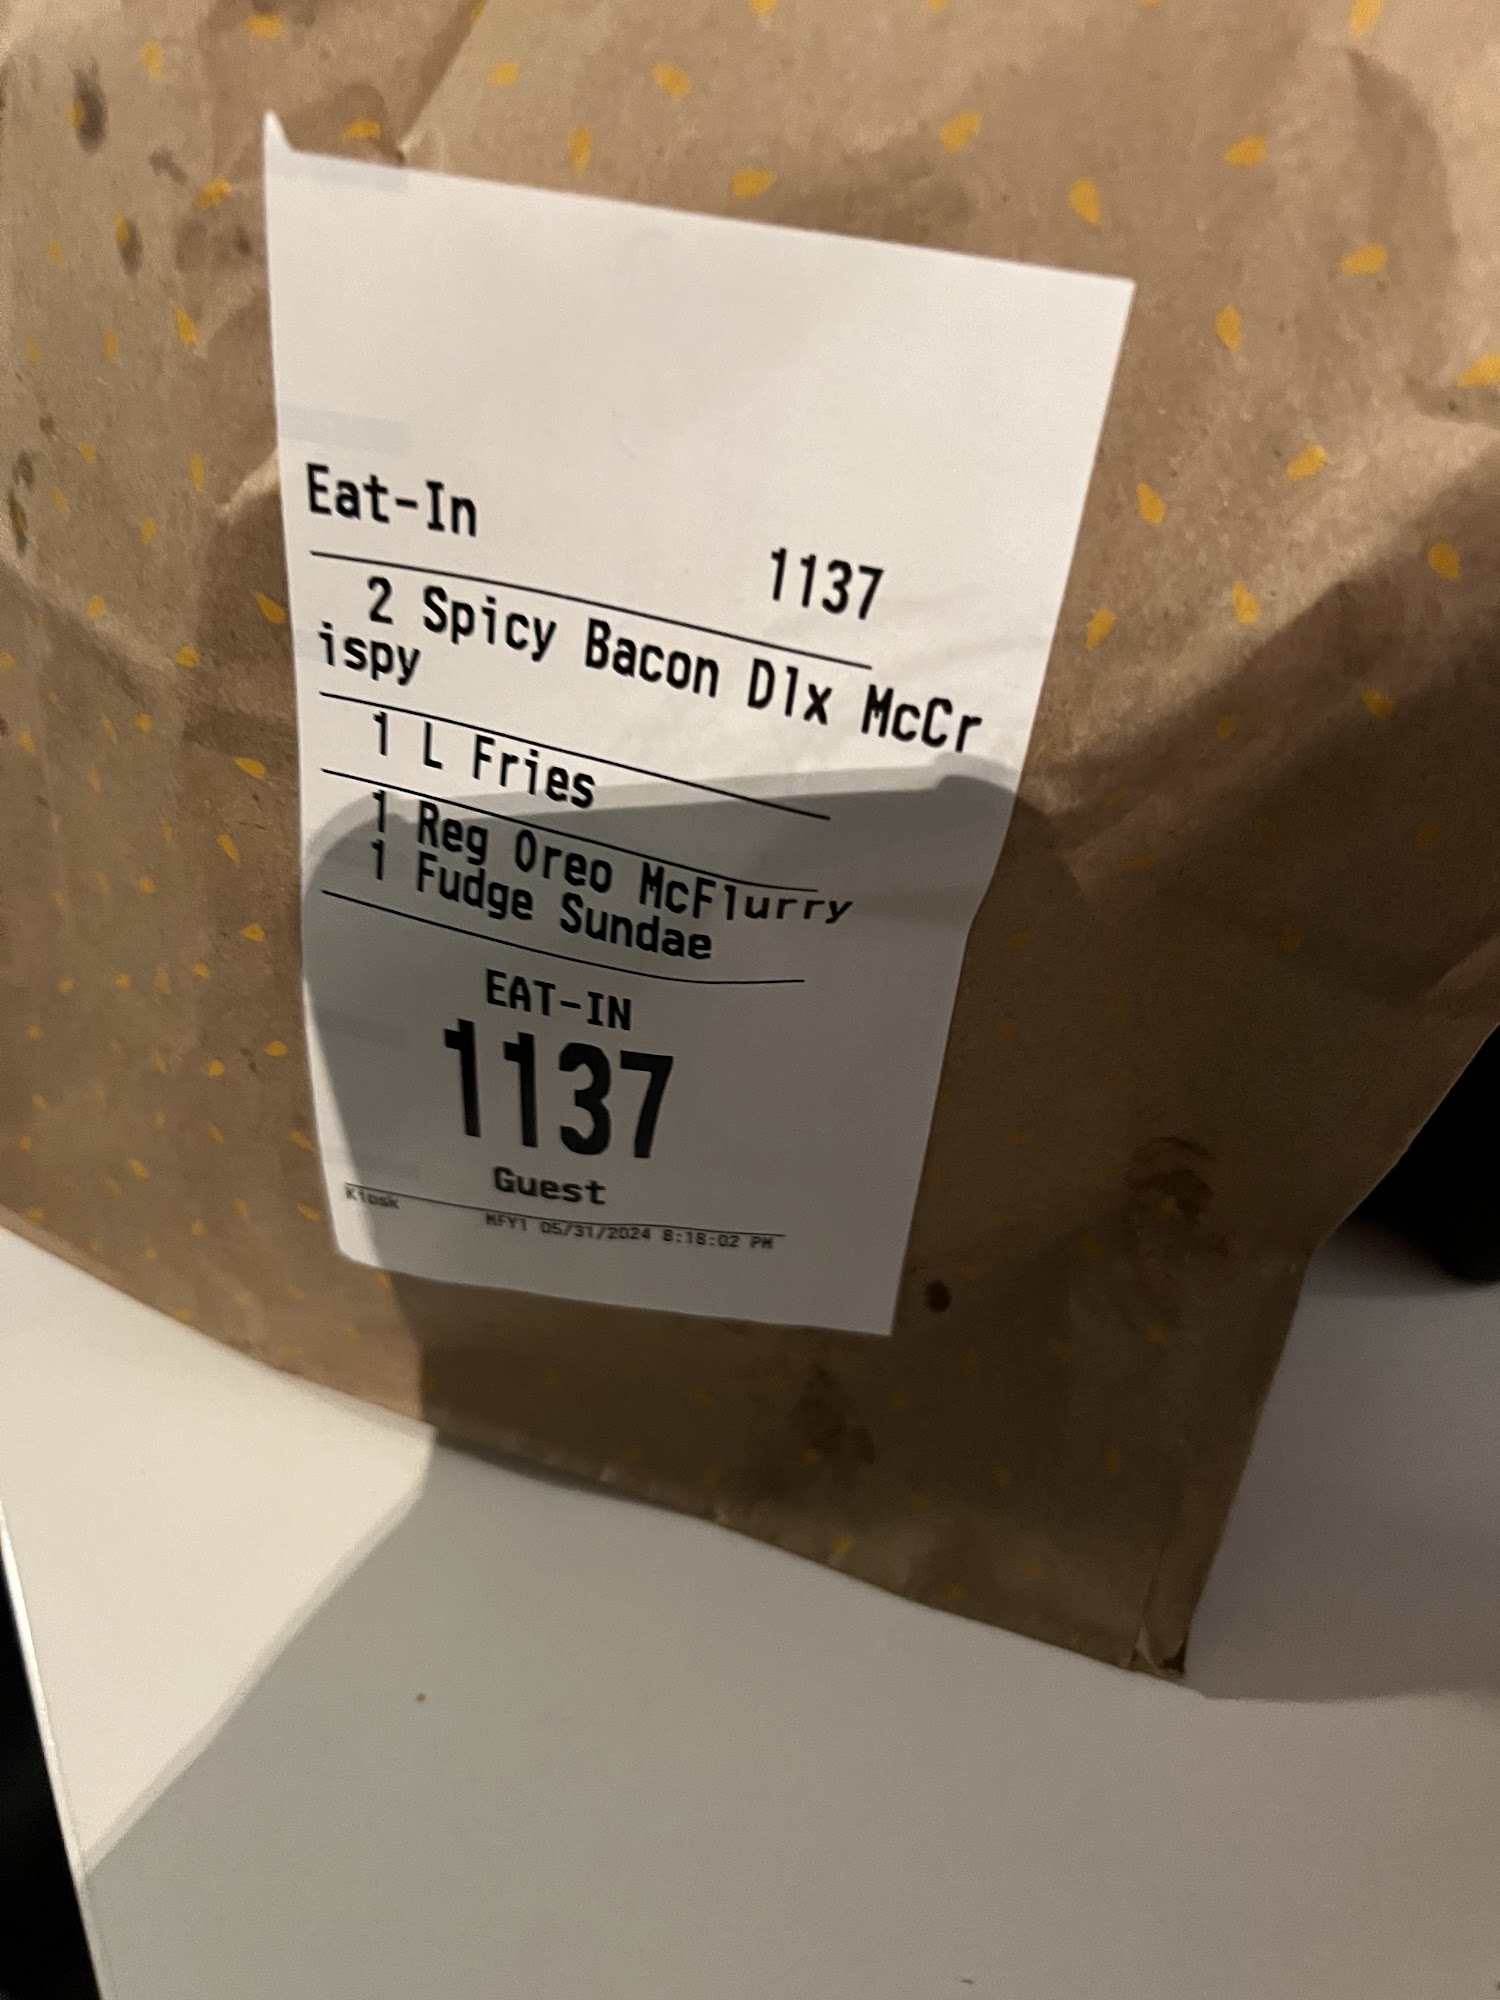 Eat-In 1137
2 Spicy Bacon Dlx McCr
ispy
1 L Fries
1 Reg Oreo McFlurry
1 Fudge Sundae
EAT-IN
1137
Guest
Kiosk
MFY1 05/31/2024 8:18:02 PM